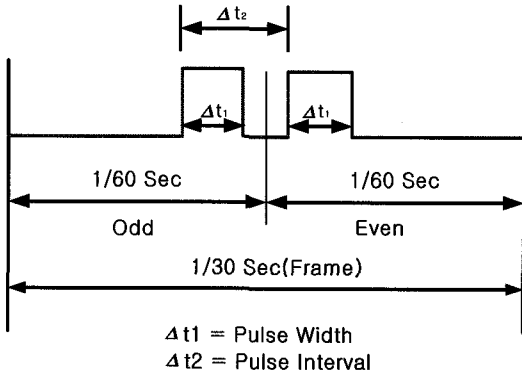 Δt₂
Δt₁ Δt₁
1/60 Sec 1/60 Sec
Odd Even
1/30 Sec(Frame)
Δt1 = Pulse Width
Δt2 = Pulse Interval